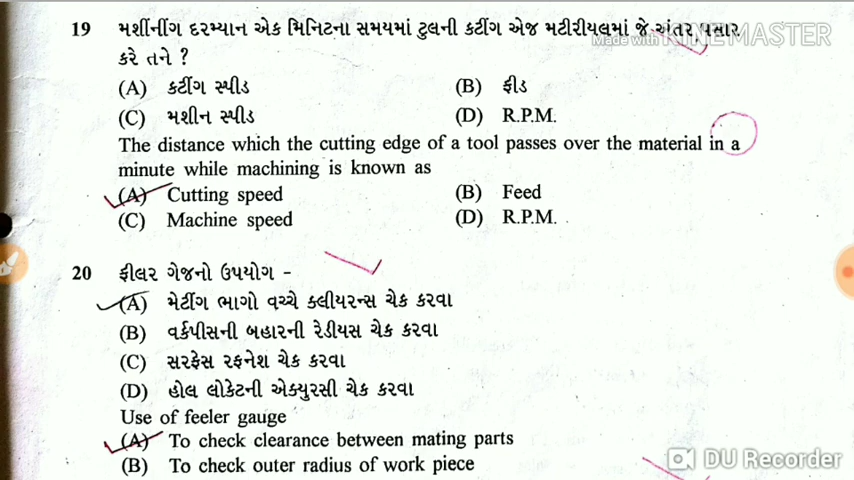 19 મશીનીંગ દરમ્યાન એક મિનિટના સમયમાં ટુલની કટીંગ એજ મટીરીયલમાં જે અંતર પસાર
Made with KINEMASTER
કરે તને ?
(A) કટીંગ સ્પીડ (B) ફીડ
(C) મશીન સ્પીડ (D) R.P.M.
The distance which the cutting edge of a tool passes over the material in a
minute while machining is known as
(A) Cutting speed (B) Feed
(C) Machine speed (D) R.P.M.
20 ફીલર ગેજનો ઉપયોગ -
(A) મેટીંગ ભાગો વચ્ચે ક્લીયરન્સ ચેક કરવા
(B) વર્કપીસની બહારની રેડીયસ ચેક કરવા
(C) સરફેસ રફનેશ ચેક કરવા
(D) હોલ લોકેટની એક્યુરસી ચેક કરવા
Use of feeler gauge
(A) To check clearance between mating parts
(B) To check outer radius of work piece
DU Recorder